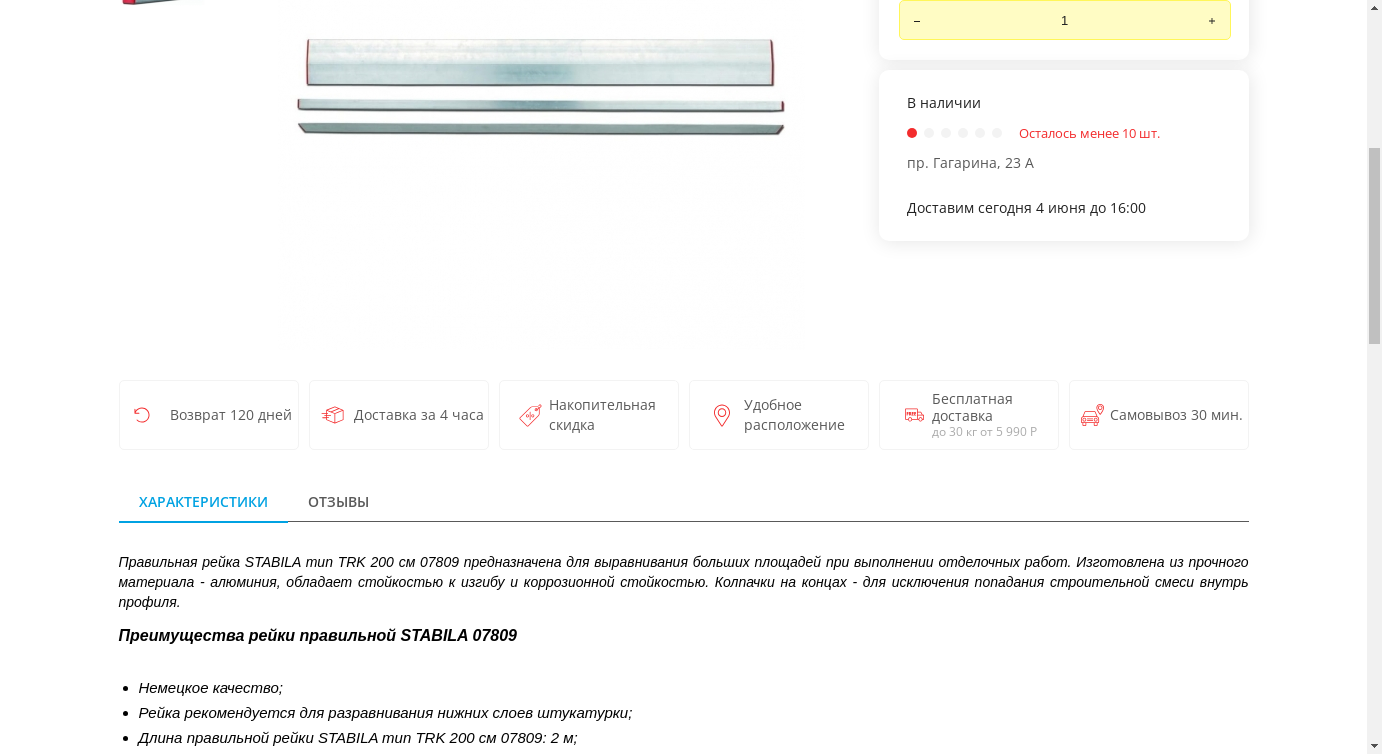 –
1
+
В наличии
Осталось менее 10 шт.
пр. Гагарина, 23 А
Доставим сегодня 4 июня до 16:00
Возврат 120 дней
Доставка за 4 часа
Накопительная
скидка
Удобное
расположение
Бесплатная
доставка
до 30 кг от 5 990 Р
Самовывоз 30 мин.
ХАРАКТЕРИСТИКИ
ОТЗЫВЫ
Правильная рейка STABILA тип TRK 200 см 07809 предназначена для выравнивания больших площадей при выполнении отделочных работ. Изготовлена из прочного
материала - алюминия, обладает стойкостью к изгибу и коррозионной стойкостью. Колпачки на концах - для исключения попадания строительной смеси внутрь
профиля.
Преимущества рейки правильной STABILA 07809
Немецкое качество;
Рейка рекомендуется для разравнивания нижних слоев штукатурки;
Длина правильной рейки STABILA тип TRK 200 см 07809: 2 м;